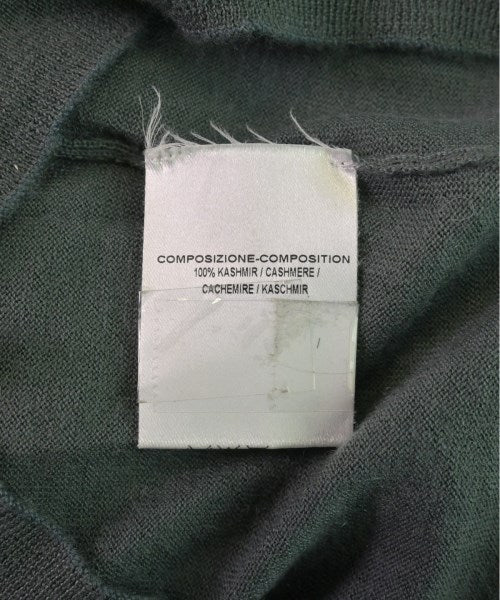 COMPOSIZIONE-COMPOSITION
100% KASHMIR / CASHMERE /
CACHEMIRE / KASCHMIR